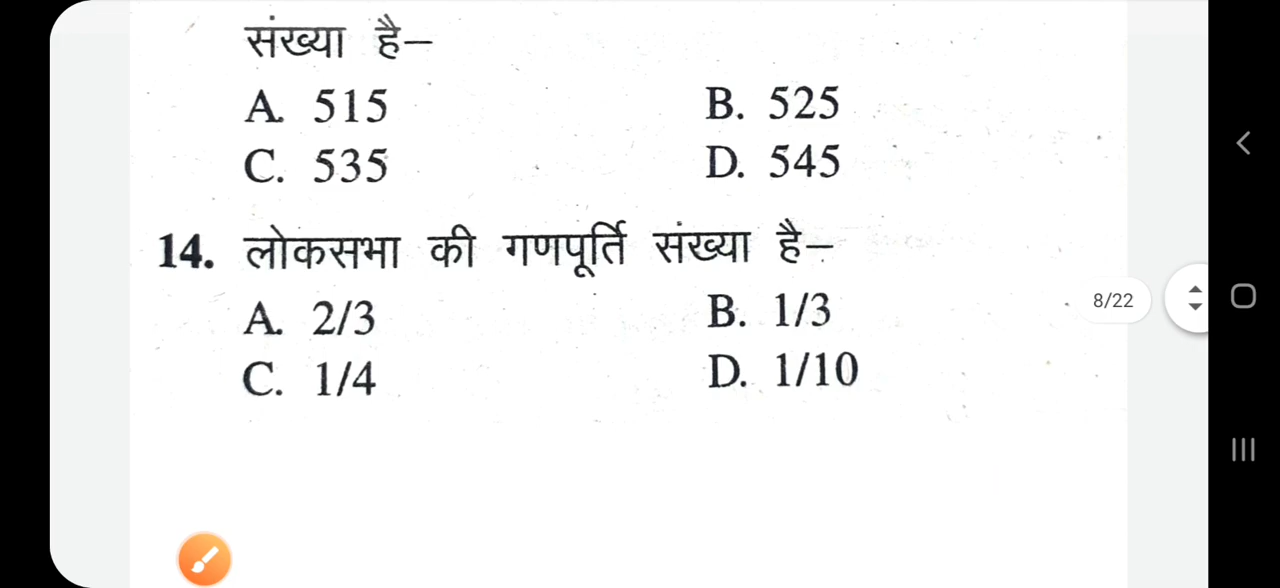 संख्या है–
A. 515 B. 525
C. 535 D. 545
14. लोकसभा की गणपूर्ति संख्या है–
A. 2/3 B. 1/3
8/22
C. 1/4 D. 1/10